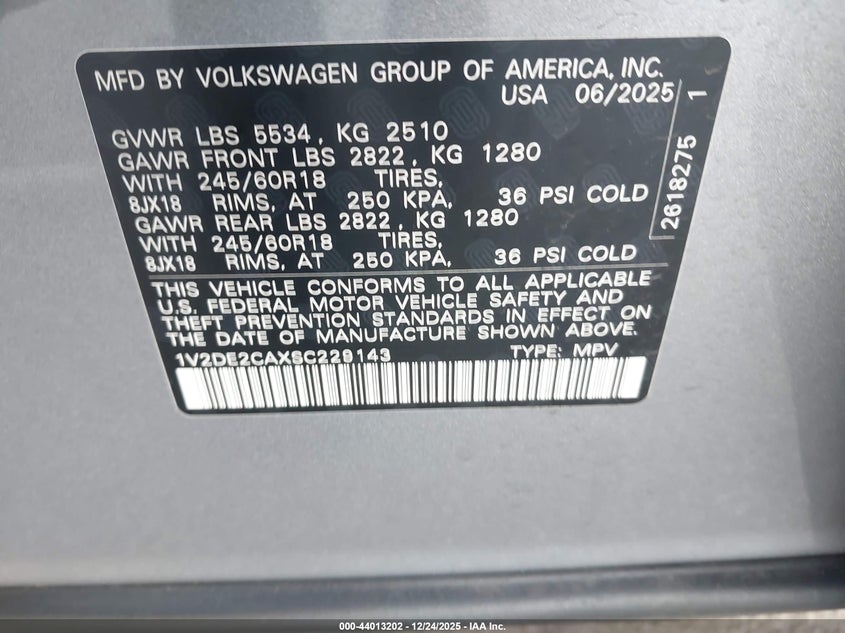 MFD BY VOLKSWAGEN GROUP OF AMERICA, INC.
USA 06/2025
GVWR LBS 5534, KG 2510
GAWR FRONT LBS 2822, KG 1280
WITH 245/60R18 TIRES,
8JX18 RIMS, AT 250 KPA, 36 PSI COLD
GAWR REAR LBS 2822, KG 1280
WITH 245/60R18 TIRES,
8JX18 RIMS, AT 250 KPA, 36 PSI COLD
THIS VEHICLE CONFORMS TO ALL APPLICABLE
U.S. FEDERAL MOTOR VEHICLE SAFETY AND
THEFT PREVENTION STANDARDS IN EFFECT ON
THE DATE OF MANUFACTURE SHOWN ABOVE.
1V2DE2CAXSC229143 TYPE: MPV
2618275 1
000-44013202 - 12/24/2025 - IAA Inc.